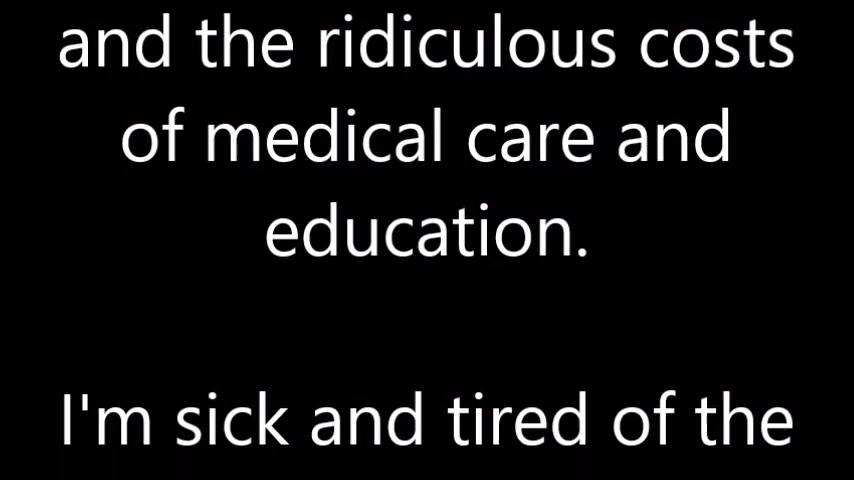 and the ridiculous costs
of medical care and
education.
I'm sick and tired of the